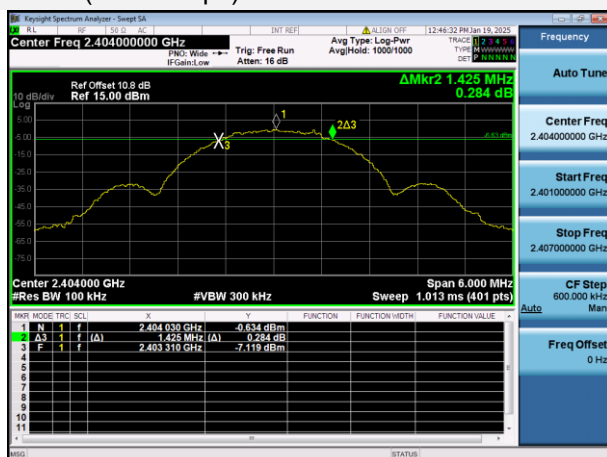 Keysight Spectrum Analyzer - Swept SA
RL RF 50 Ω AC INT REF ALIGN OFF 12:46:32 PM Jan 19, 2025
Center Freq 2.404000000 GHz
PNO: Wide
IFGain:Low
Trig: Free Run
Atten: 16 dB
Avg Type: Log-Pwr
Avg|Hold: 1000/1000
TRACE 1 2 3 4 5 6
TYPE M W W W W W
DET P N N N N N
Ref Offset 10.8 dB
Ref 15.00 dBm
10 dB/div
Log
ΔMkr2 1.425 MHz
0.284 dB
5.00
-5.00
-15.0
-25.0
-35.0
-45.0
-55.0
-65.0
-75.0
1
2Δ3
3
-6.63 dBm
Center 2.404000 GHz
Span 6.000 MHz
#Res BW 100 kHz
#VBW 300 kHz
Sweep 1.013 ms (401 pts)
MKR MODE TRC SCL X Y FUNCTION FUNCTION WIDTH FUNCTION VALUE
1 N 1 f 2.404 030 GHz -0.634 dBm
2 Δ3 1 f (Δ) 1.425 MHz (Δ) 0.284 dB
3 F 1 f 2.403 310 GHz -7.119 dBm
4
5
6
7
8
9
10
11
MSG
STATUS
Frequency
Auto Tune
Center Freq
2.404000000 GHz
Start Freq
2.401000000 GHz
Stop Freq
2.407000000 GHz
CF Step
600.000 kHz
Auto Man
Freq Offset
0 Hz